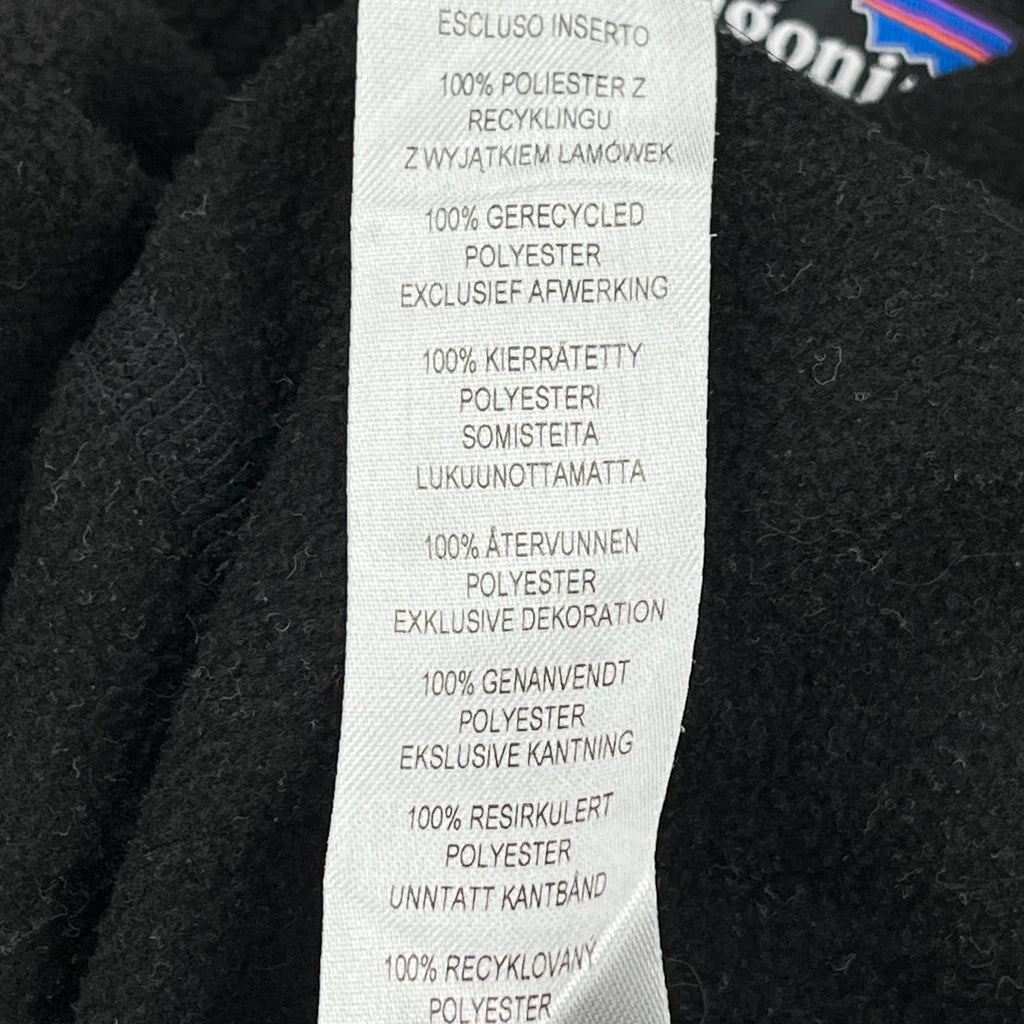 goni
ESCLUSO INSERTO
100% POLIESTER Z
RECYKLINGU
Z WYJĄTKIEM LAMÓWEK
100% GERECYCLED
POLYESTER
EXCLUSIEF AFWERKING
100% KIERRÄTETTY
POLYESTERI
SOMISTEITA
LUKUUNOTTAMATTA
100% ÅTERVUNNEN
POLYESTER
EXKLUSIVE DEKORATION
100% GENANVENDT
POLYESTER
EKSLUSIVE KANTNING
100% RESIRKULERT
POLYESTER
UNNTATT KANTBÅND
100% RECYKLOVANÝ
POLYESTER